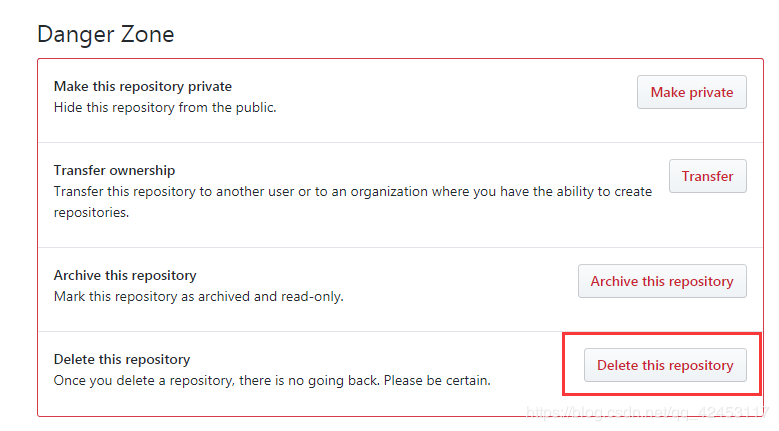 Danger Zone
Make this repository private
Hide this repository from the public.
Make private
Transfer ownership
Transfer this repository to another user or to an organization where you have the ability to create
repositories.
Transfer
Archive this repository
Mark this repository as archived and read-only.
Archive this repository
Delete this repository
Once you delete a repository, there is no going back. Please be certain.
Delete this repository
https://blog.csdn.net/qq_42453117